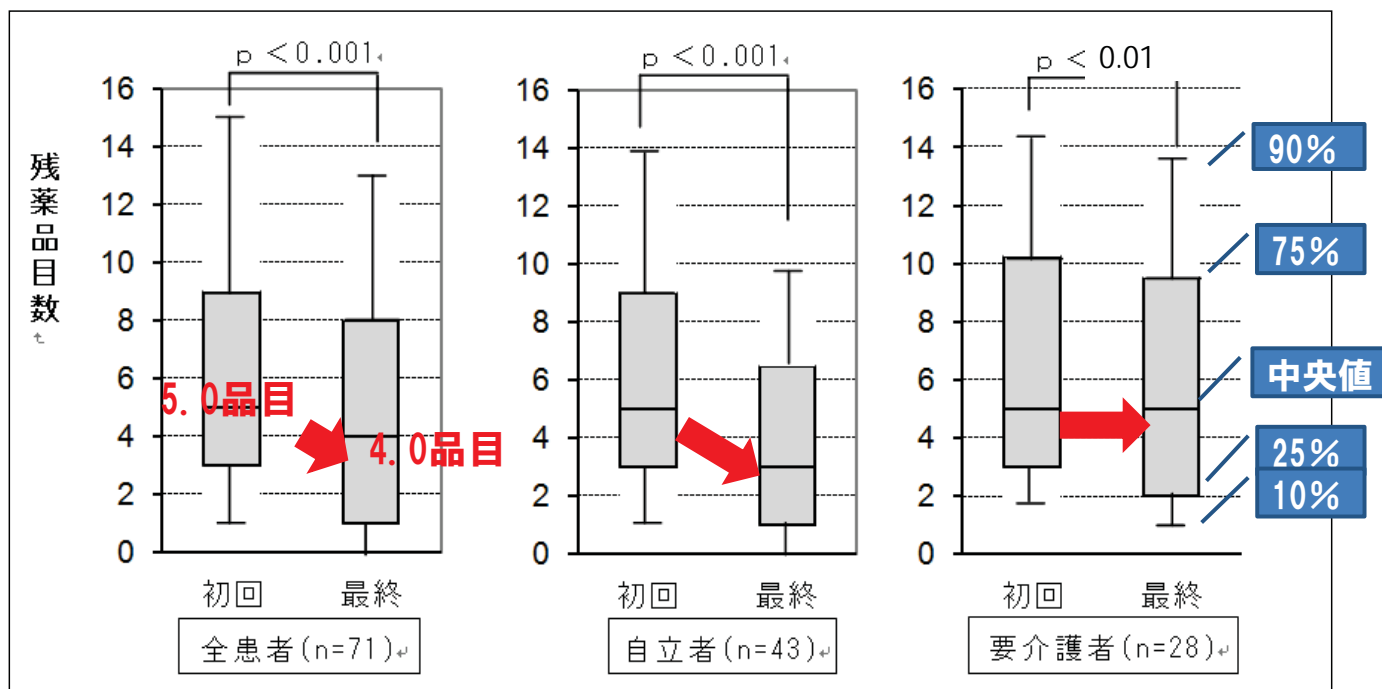 残薬品目数
p <0.001
16
14
12
10
8
6
4
2
0
5.0品目
4.0品目
初回 最終
全患者(n=71)
p <0.001
16
14
12
10
8
6
4
2
0
初回 最終
自立者(n=43)
p < 0.01
16
14
12
10
8
6
4
2
0
初回 最終
要介護者(n=28)
90%
75%
中央値
25%
10%